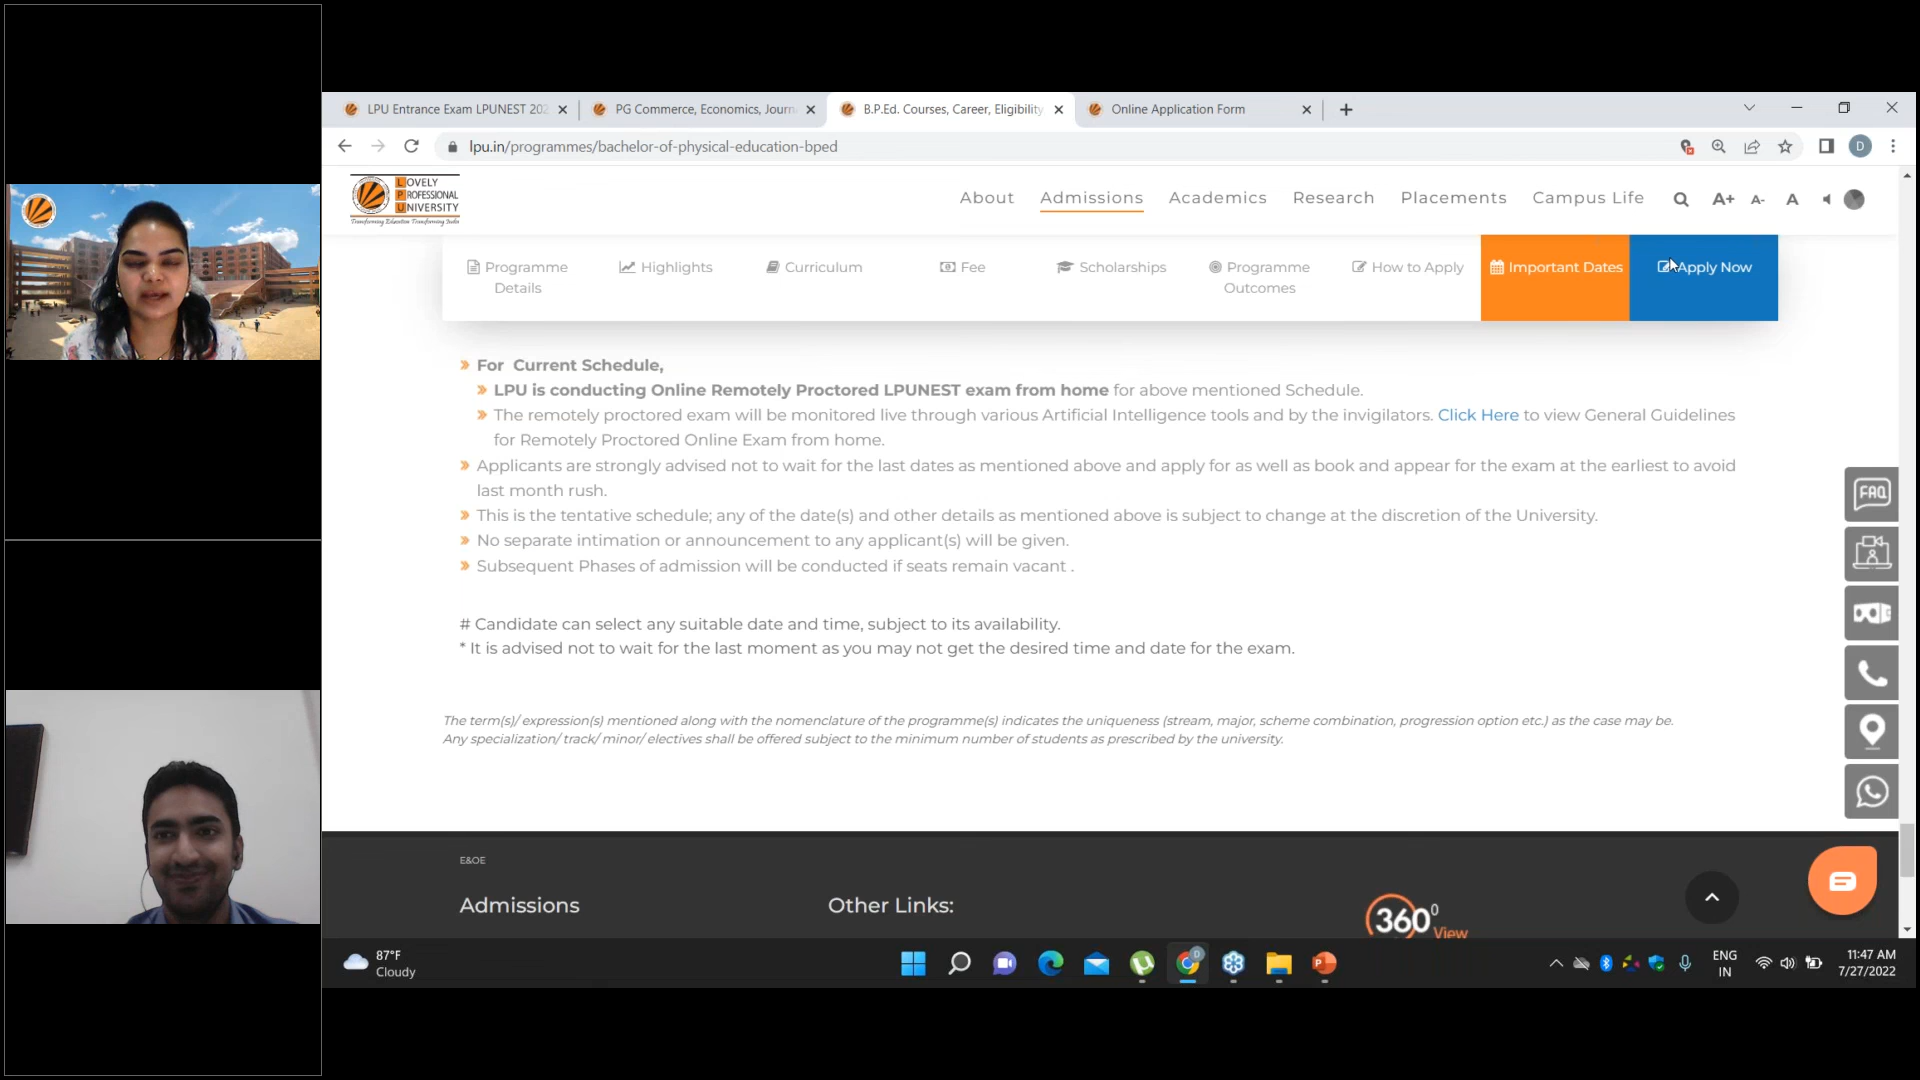 LPU Entrance Exam LPUNEST 202
PG Commerce, Economics, Journ
B.P.Ed. Courses, Career, Eligibility
Online Application Form
lpu.in/programmes/bachelor-of-physical-education-bped
D
LOVELY
PROFESSIONAL
UNIVERSITY
Transforming Education Transforming India
About
Admissions
Academics
Research
Placements
Campus Life
A+
A-
A
Programme
Details
Highlights
Curriculum
Fee
Scholarships
Programme
Outcomes
How to Apply
Important Dates
Apply Now
For Current Schedule,
LPU is conducting Online Remotely Proctored LPUNEST exam from home for above mentioned Schedule.
The remotely proctored exam will be monitored live through various Artificial Intelligence tools and by the invigilators. Click Here to view General Guidelines
for Remotely Proctored Online Exam from home.
Applicants are strongly advised not to wait for the last dates as mentioned above and apply for as well as book and appear for the exam at the earliest to avoid
last month rush.
This is the tentative schedule; any of the date(s) and other details as mentioned above is subject to change at the discretion of the University.
No separate intimation or announcement to any applicant(s) will be given.
Subsequent Phases of admission will be conducted if seats remain vacant .
# Candidate can select any suitable date and time, subject to its availability.
* It is advised not to wait for the last moment as you may not get the desired time and date for the exam.
The term(s)/ expression(s) mentioned along with the nomenclature of the programme(s) indicates the uniqueness (stream, major, scheme combination, progression option etc.) as the case may be.
Any specialization/ track/ minor/ electives shall be offered subject to the minimum number of students as prescribed by the university.
FAQ
E&OE
Admissions
Other Links:
360° View
87°F
Cloudy
D
P
ENG
IN
11:47 AM
7/27/2022